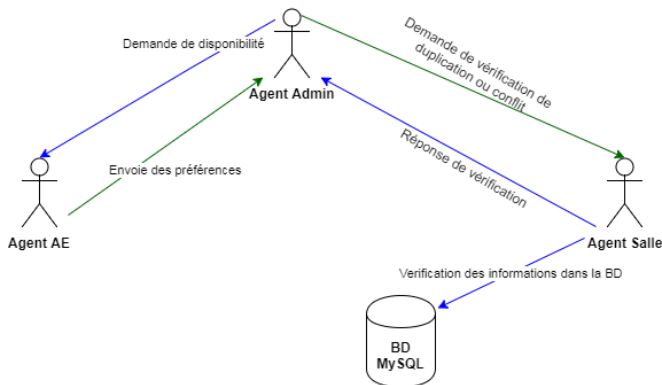 Demande de disponibilité
Agent Admin
Demande de vérification de
duplication ou conflit
Réponse de vérification
Envoie des préférences
Agent AE
Agent Salle
Verification des informations dans la BD
BD
MySQL